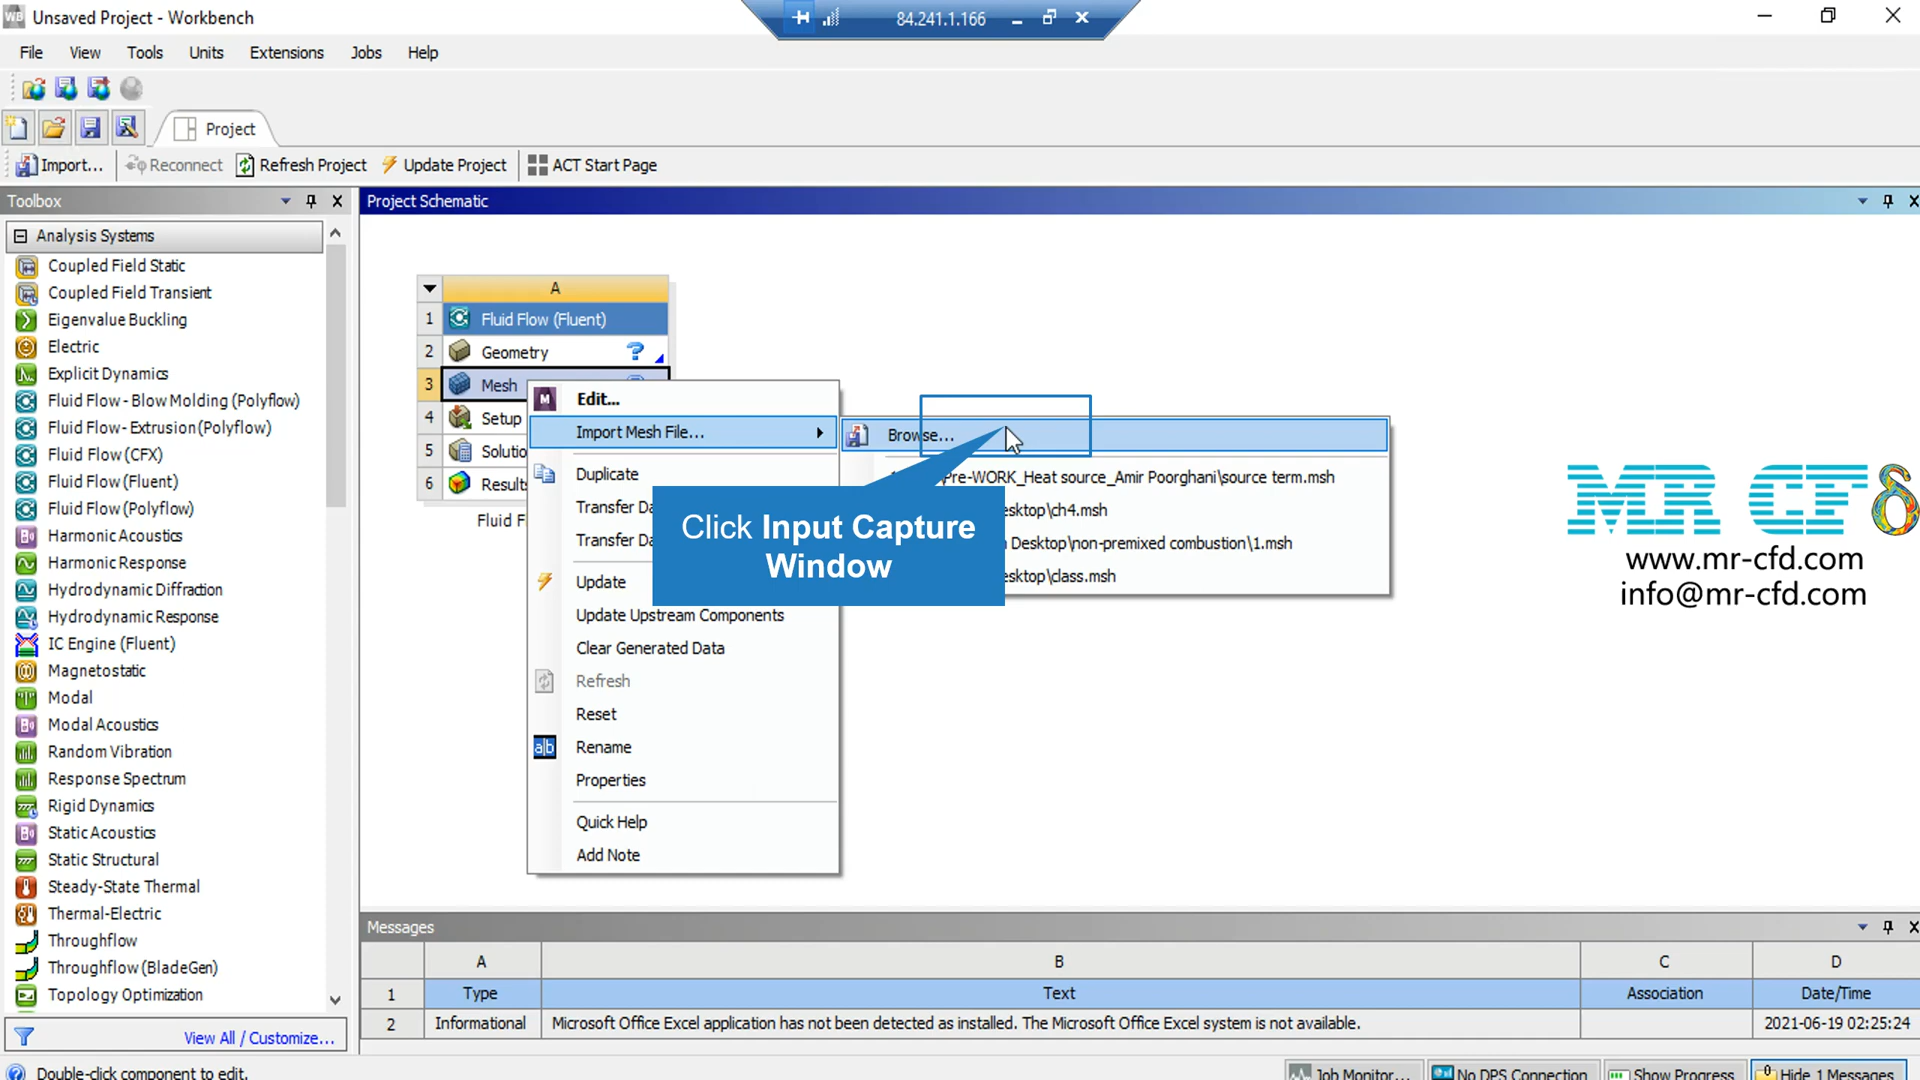 Unsaved Project - Workbench
84.241.1.166
File View Tools Units Extensions Jobs Help
Project
Import... Reconnect Refresh Project Update Project ACT Start Page
Toolbox
Project Schematic
Analysis Systems
Coupled Field Static
Coupled Field Transient
Eigenvalue Buckling
Electric
Explicit Dynamics
Fluid Flow - Blow Molding (Polyflow)
Fluid Flow - Extrusion (Polyflow)
Fluid Flow (CFX)
Fluid Flow (Fluent)
Fluid Flow (Polyflow)
Harmonic Acoustics
Harmonic Response
Hydrodynamic Diffraction
Hydrodynamic Response
IC Engine (Fluent)
Magnetostatic
Modal
Modal Acoustics
Random Vibration
Response Spectrum
Rigid Dynamics
Static Acoustics
Static Structural
Steady-State Thermal
Thermal-Electric
Throughflow
Throughflow (BladeGen)
Topology Optimization
View All / Customize...
A
1 Fluid Flow (Fluent)
2 Geometry ?
3 Mesh
4 Setup
5 Solutio
6 Results
Fluid F
Edit...
Import Mesh File...
Duplicate
Transfer Da
Transfer Da
Update
Update Upstream Components
Clear Generated Data
Refresh
Reset
Rename
Properties
Quick Help
Add Note
Browse...
Pre-WORK_Heat source_Amir Poorghani\source term.msh
esktop\ch4.msh
Desktop\non-premixed combustion\1.msh
esktop\class.msh
Click Input Capture
Window
MR CFD
www.mr-cfd.com
info@mr-cfd.com
Messages
A B C D
1 Type Text Association Date/Time
2 Informational Microsoft Office Excel application has not been detected as installed. The Microsoft Office Excel system is not available. 2021-06-19 02:25:24
Double-click component to edit.
Job Monitor... No DPS Connection Show Progress Hide 1 Messages